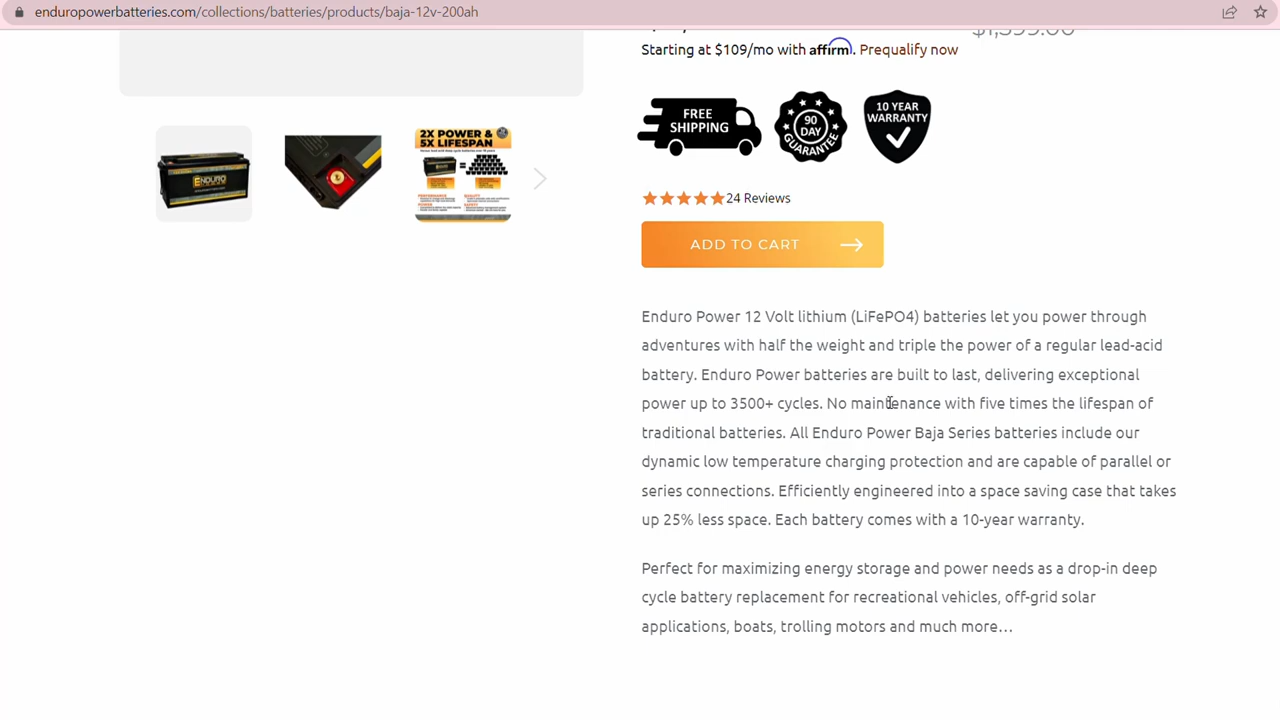 enduropowerbatteries.com/collections/batteries/products/baja-12v-200ah
Starting at $109/mo with affirm. Prequalify now
FREE
SHIPPING
90
DAY
GUARANTEE
10 YEAR
WARRANTY
ENDURO
2X POWER &
5X LIFESPAN
24 Reviews
ADD TO CART
Enduro Power 12 Volt lithium (LiFePO4) batteries let you power through
adventures with half the weight and triple the power of a regular lead-acid
battery. Enduro Power batteries are built to last, delivering exceptional
power up to 3500+ cycles. No maintenance with five times the lifespan of
traditional batteries. All Enduro Power Baja Series batteries include our
dynamic low temperature charging protection and are capable of parallel or
series connections. Efficiently engineered into a space saving case that takes
up 25% less space. Each battery comes with a 10-year warranty.
Perfect for maximizing energy storage and power needs as a drop-in deep
cycle battery replacement for recreational vehicles, off-grid solar
applications, boats, trolling motors and much more…